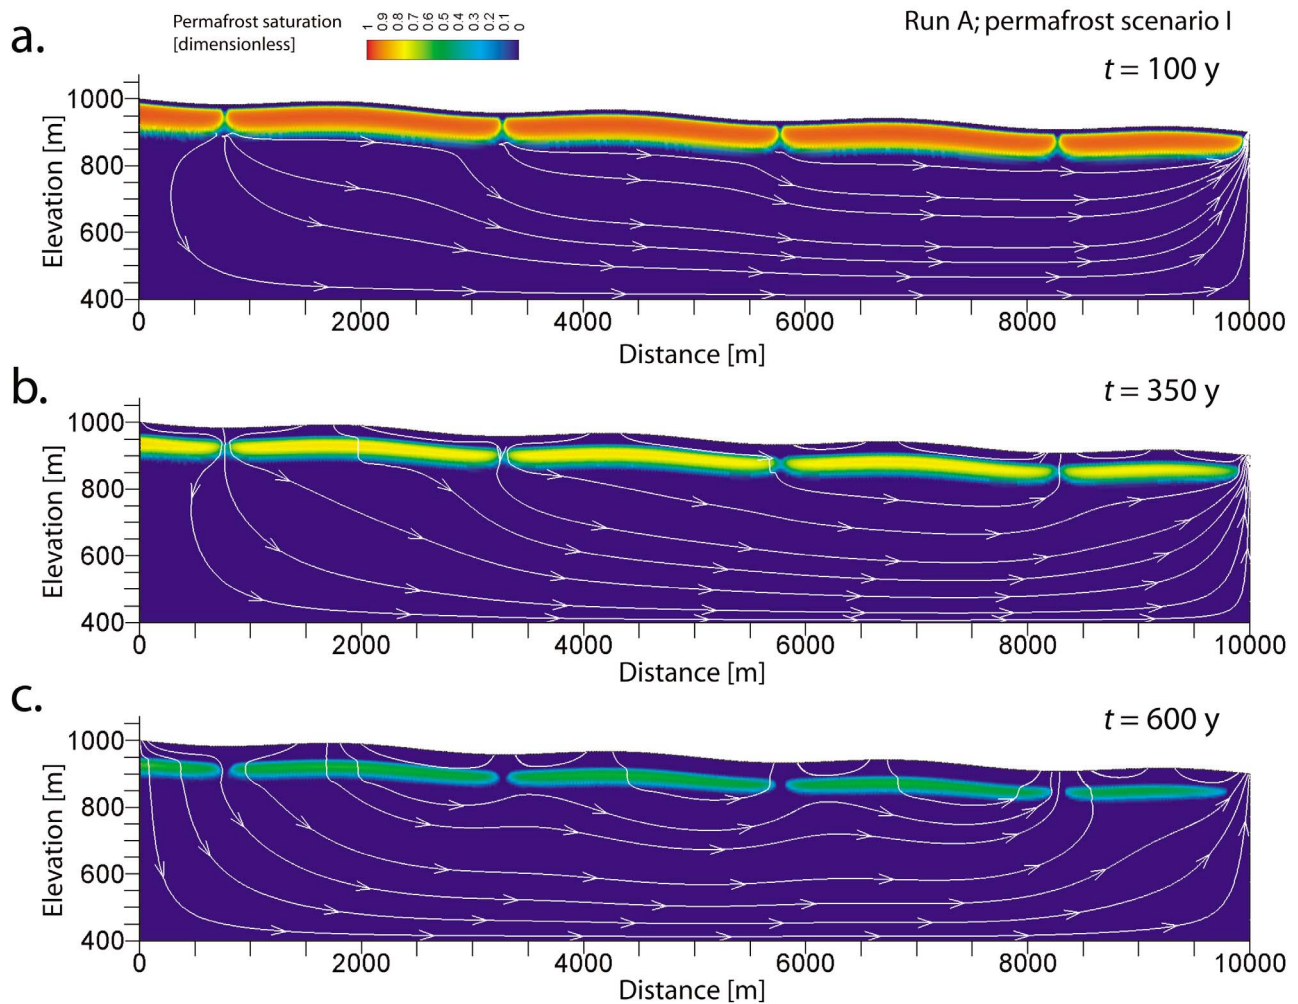 a.
Permafrost saturation
[dimensionless]
1 0.9 0.8 0.7 0.6 0.5 0.4 0.3 0.2 0.1 0
Run A; permafrost scenario I
t = 100 y
Elevation [m]
1000
800
600
400
0 2000 4000 6000 8000 10000
Distance [m]
b.
t = 350 y
Elevation [m]
1000
800
600
400
0 2000 4000 6000 8000 10000
Distance [m]
c.
t = 600 y
Elevation [m]
1000
800
600
400
0 2000 4000 6000 8000 10000
Distance [m]